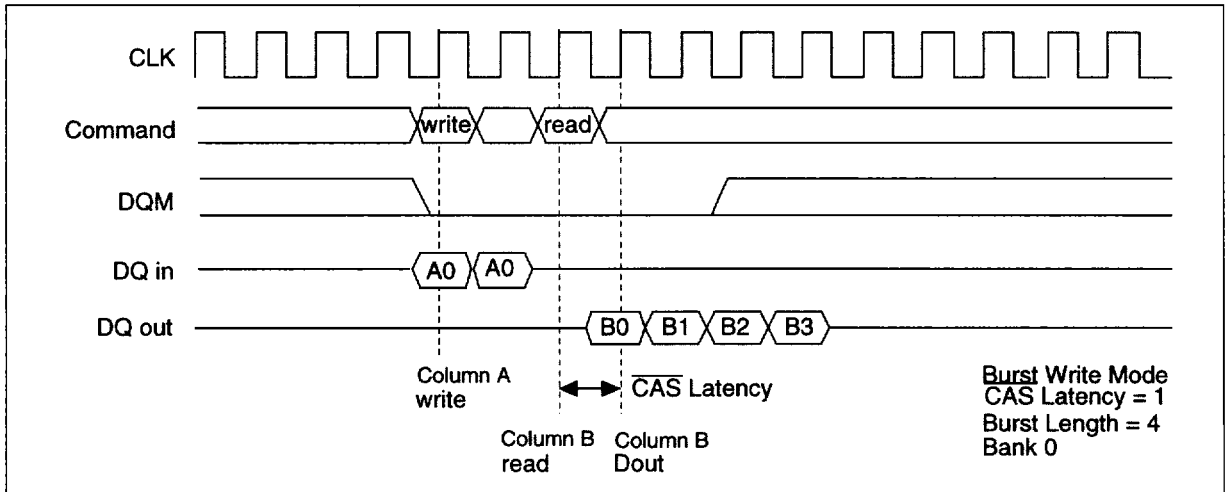 CLK
Command write read
DQM
DQ in A0 A0
DQ out B0 B1 B2 B3
Column A
write
CAS Latency
Column B
read
Column B
Dout
Burst Write Mode
CAS Latency = 1
Burst Length = 4
Bank 0